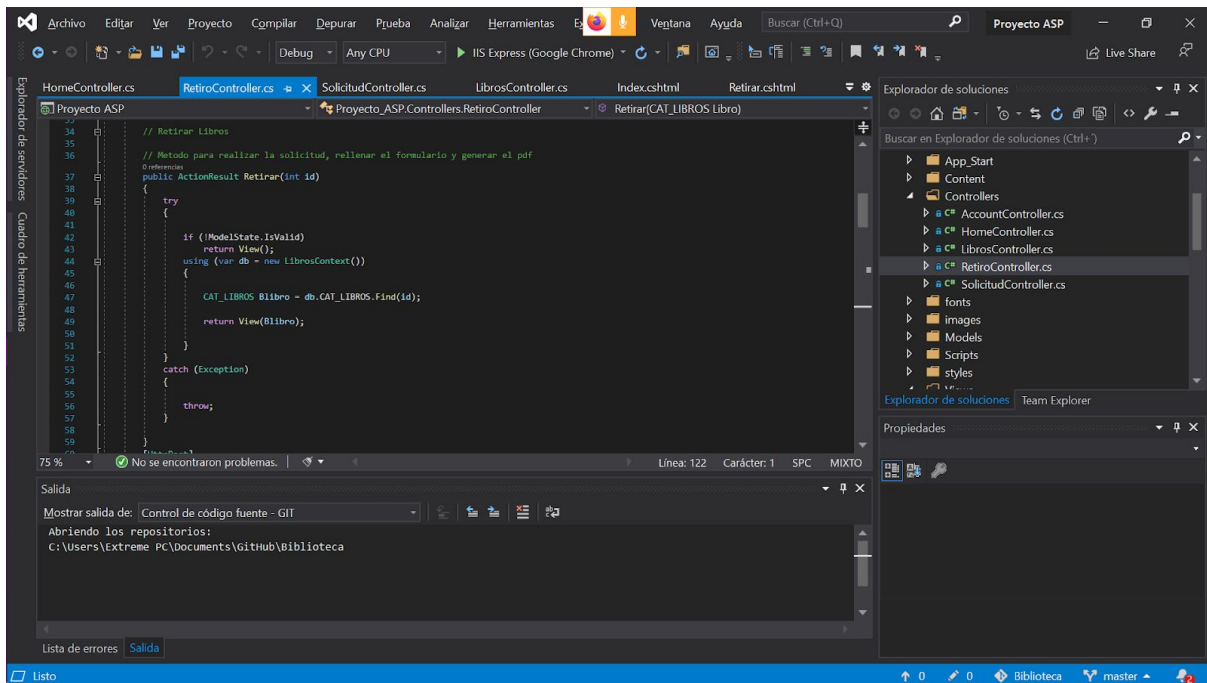 Archivo Editar Ver Proyecto Compilar Depurar Prueba Analizar Herramientas Ventana Ayuda Buscar (Ctrl+Q) Proyecto ASP
Debug Any CPU IIS Express (Google Chrome) Live Share
Explorador de servidores
Cuadro de herramientas
HomeController.cs RetiroController.cs SolicitudController.cs LibrosController.cs Index.cshtml Retirar.cshtml
Proyecto ASP Proyecto_ASP.Controllers.RetiroController Retirar(CAT_LIBROS Libro)
33
34 // Retirar Libros
35
36 // Metodo para realizar la solicitud, rellenar el formulario y generar el pdf
0 referencias
37 public ActionResult Retirar(int id)
38 {
39 try
40 {
41
42 if (!ModelState.IsValid)
43 return View();
44 using (var db = new LibrosContext())
45 {
46
47 CAT_LIBROS Blibro = db.CAT_LIBROS.Find(id);
48
49 return View(Blibro);
50
51 }
52 }
53 catch (Exception)
54 {
55
56 throw;
57 }
58
59 }
60 [HttpPost]
75 % No se encontraron problemas. Línea: 122 Carácter: 1 SPC MIXTO
Salida
Mostrar salida de: Control de código fuente - GIT
Abriendo los repositorios:
C:\Users\Extreme PC\Documents\GitHub\Biblioteca
Lista de errores Salida
Explorador de soluciones
Buscar en Explorador de soluciones (Ctrl+´)
App_Start
Content
Controllers
C# AccountController.cs
C# HomeController.cs
C# LibrosController.cs
C# RetiroController.cs
C# SolicitudController.cs
fonts
images
Models
Scripts
styles
Views
Explorador de soluciones Team Explorer
Propiedades
Listo 0 0 Biblioteca master 2